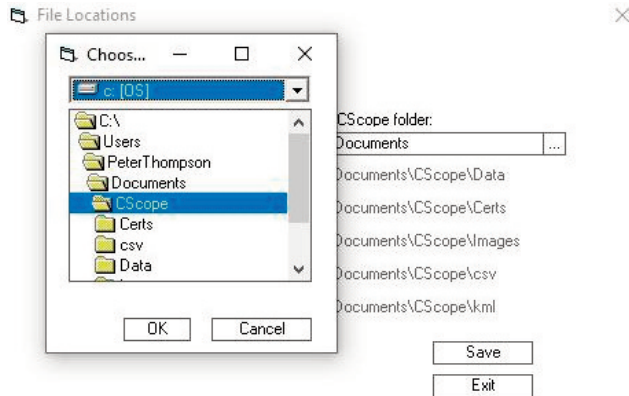 File Locations
Choos...
c: [OS]
C:\
Users
PeterThompson
Documents
CScope
Certs
csv
Data
OK Cancel
CScope folder:
Documents ...
Documents\CScope\Data
Documents\CScope\Certs
Documents\CScope\Images
Documents\CScope\csv
Documents\CScope\kml
Save
Exit